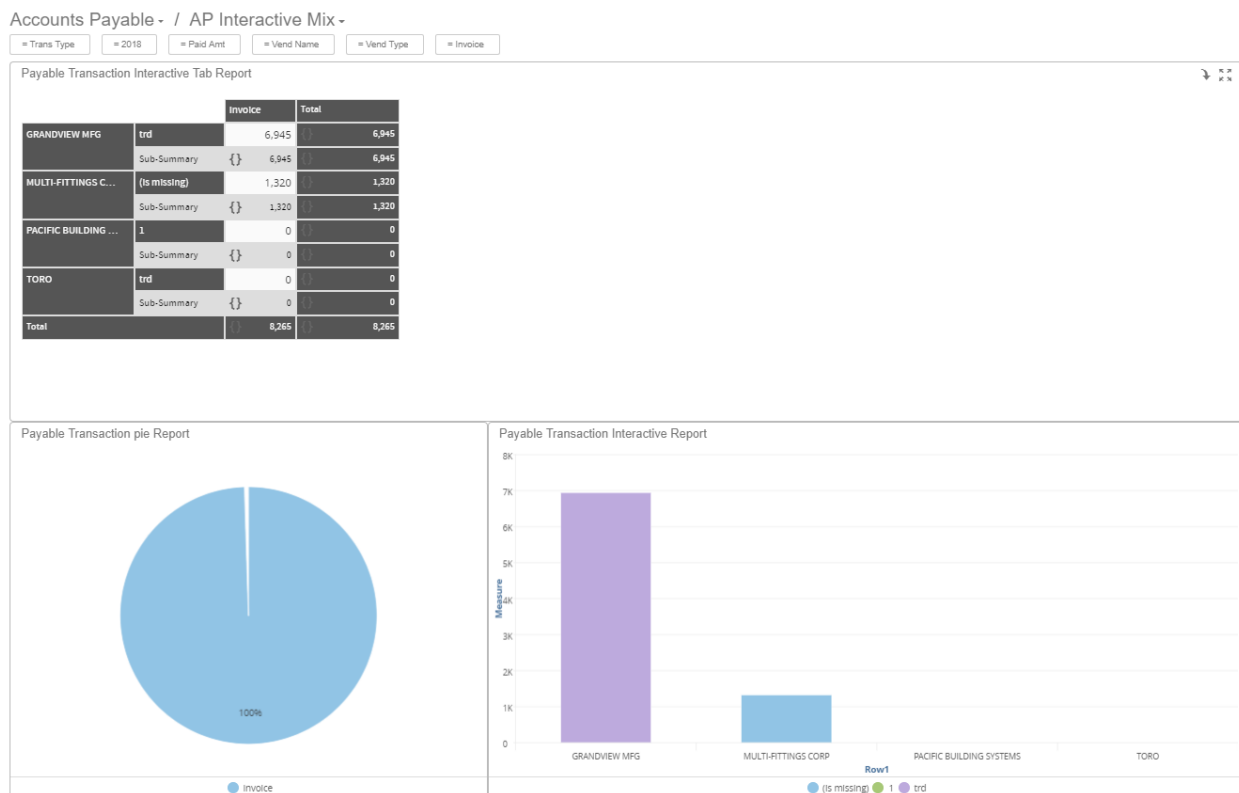 Accounts Payable / AP Interactive Mix
= Trans Type = 2018 = Paid Amt = Vend Name = Vend Type = Invoice
Payable Transaction Interactive Tab Report
Invoice Total
GRANDVIEW MFG trd 6,945 {} 6,945
Sub-Summary {} 6,945 {} 6,945
MULTI-FITTINGS C... (Is missing) 1,320 {} 1,320
Sub-Summary {} 1,320 {} 1,320
PACIFIC BUILDING ... 1 0 {} 0
Sub-Summary {} 0 {} 0
TORO trd 0 {} 0
Sub-Summary {} 0 {} 0
Total {} 8,265 {} 8,265
Payable Transaction pie Report
100%
Invoice
Payable Transaction Interactive Report
Measure
8K
7K
6K
5K
4K
3K
2K
1K
0
GRANDVIEW MFG MULTI-FITTINGS CORP PACIFIC BUILDING SYSTEMS TORO
Row1
(Is missing) 1 trd